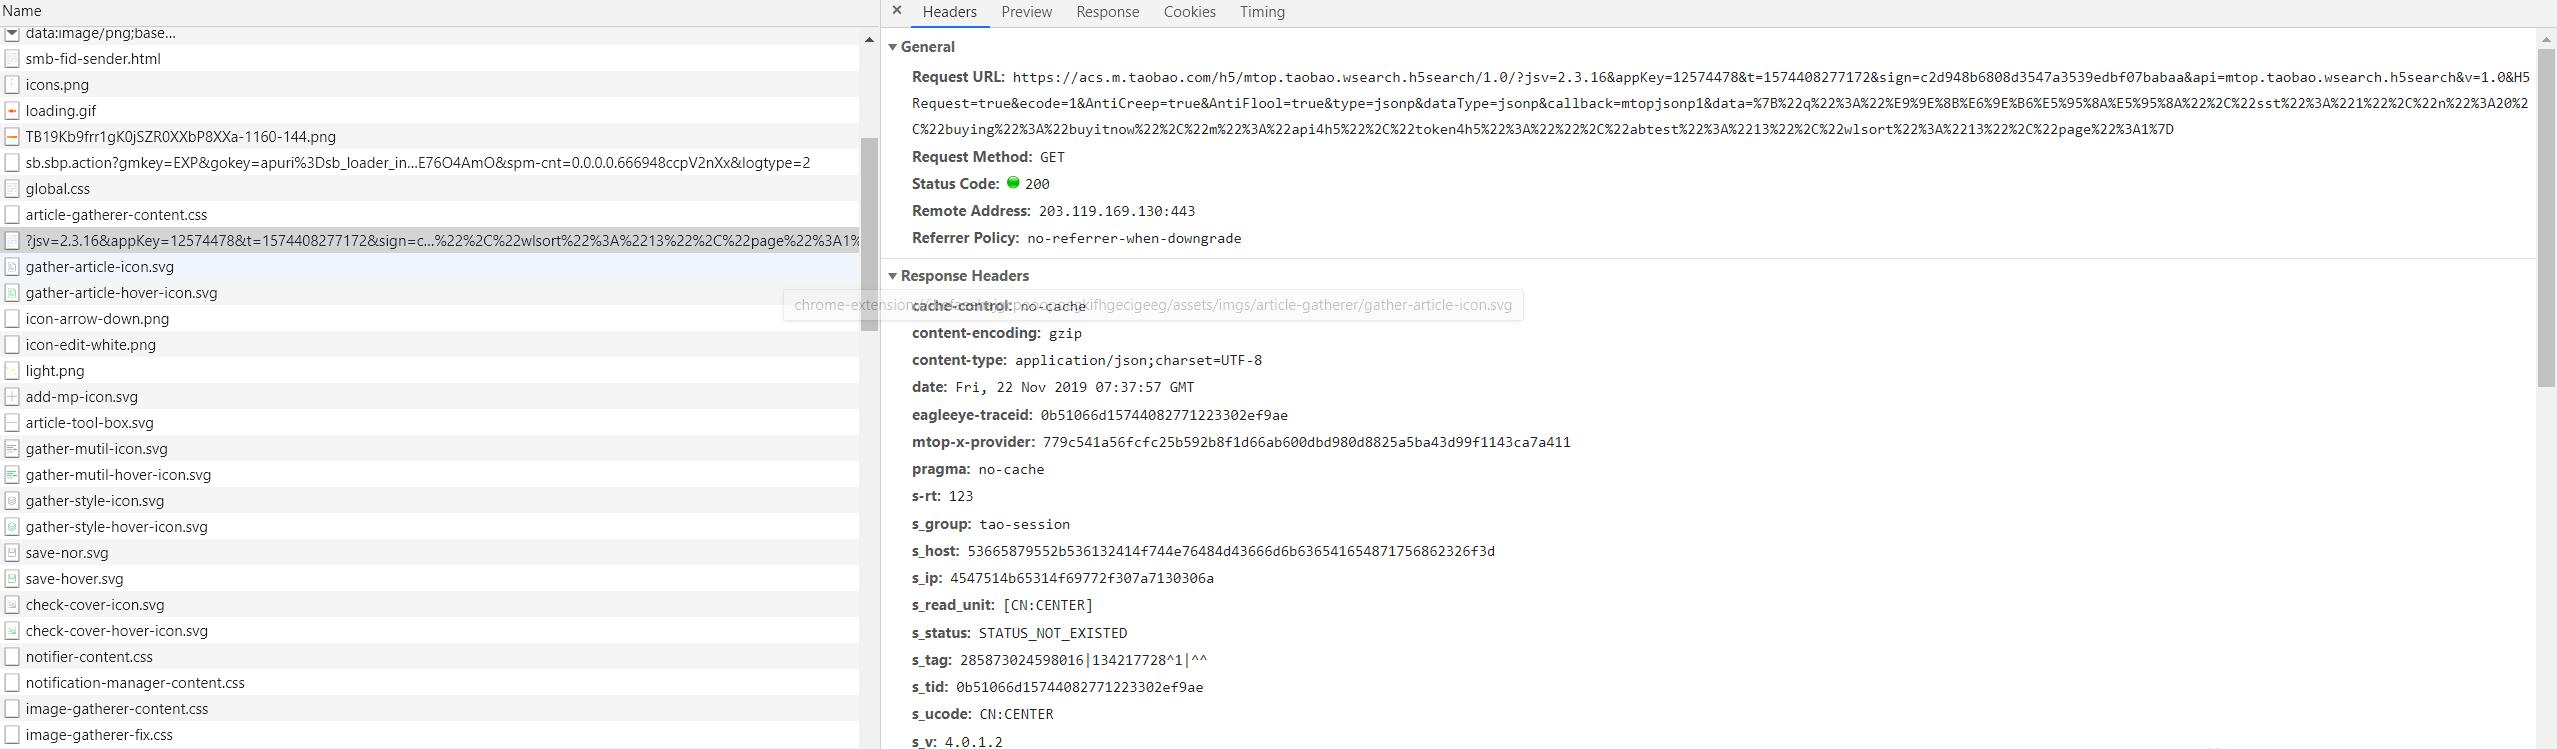 Name
data:image/png;base...
smb-fid-sender.html
icons.png
loading.gif
TB19Kb9frr1gK0jSZR0XXbP8XXa-1160-144.png
sb.sbp.action?gmkey=EXP&gokey=apuri%3Dsb_loader_in...E76O4AmO&spm-cnt=0.0.0.0.666948ccpV2nXx&logtype=2
global.css
article-gatherer-content.css
?jsv=2.3.16&appKey=12574478&t=1574408277172&sign=c...%22%2C%22wlsort%22%3A%2213%22%2C%22page%22%3A1%
gather-article-icon.svg
gather-article-hover-icon.svg
icon-arrow-down.png
icon-edit-white.png
light.png
add-mp-icon.svg
article-tool-box.svg
gather-mutil-icon.svg
gather-mutil-hover-icon.svg
gather-style-icon.svg
gather-style-hover-icon.svg
save-nor.svg
save-hover.svg
check-cover-icon.svg
check-cover-hover-icon.svg
notifier-content.css
notification-manager-content.css
image-gatherer-content.css
image-gatherer-fix.css
× Headers Preview Response Cookies Timing
General
Request URL: https://acs.m.taobao.com/h5/mtop.taobao.wsearch.h5search/1.0/?jsv=2.3.16&appKey=12574478&t=1574408277172&sign=c2d948b6808d3547a3539edbf07babaa&api=mtop.taobao.wsearch.h5search&v=1.0&H5
Request=true&ecode=1&AntiCreep=true&AntiFlool=true&type=jsonp&dataType=jsonp&callback=mtopjsonp1&data=%7B%22q%22%3A%22%E9%9E%8B%E6%9E%B6%E5%95%8A%E5%95%8A%22%2C%22sst%22%3A%221%22%2C%22n%22%3A20%2
C%22buying%22%3A%22buyitnow%22%2C%22m%22%3A%22api4h5%22%2C%22token4h5%22%3A%22%22%2C%22abtest%22%3A%2213%22%2C%22wlsort%22%3A%2213%22%2C%22page%22%3A1%7D
Request Method: GET
Status Code: 200
Remote Address: 203.119.169.130:443
Referrer Policy: no-referrer-when-downgrade
Response Headers
cache-control: no-cache
content-encoding: gzip
content-type: application/json;charset=UTF-8
date: Fri, 22 Nov 2019 07:37:57 GMT
eagleeye-traceid: 0b51066d15744082771223302ef9ae
mtop-x-provider: 779c541a56fcfc25b592b8f1d66ab600dbd980d8825a5ba43d99f1143ca7a411
pragma: no-cache
s-rt: 123
s_group: tao-session
s_host: 53665879552b536132414f744e76484d43666d6b636541654871756862326f3d
s_ip: 4547514b65314f69772f307a7130306a
s_read_unit: [CN:CENTER]
s_status: STATUS_NOT_EXISTED
s_tag: 285873024598016|134217728^1|^^
s_tid: 0b51066d15744082771223302ef9ae
s_ucode: CN:CENTER
s_v: 4.0.1.2